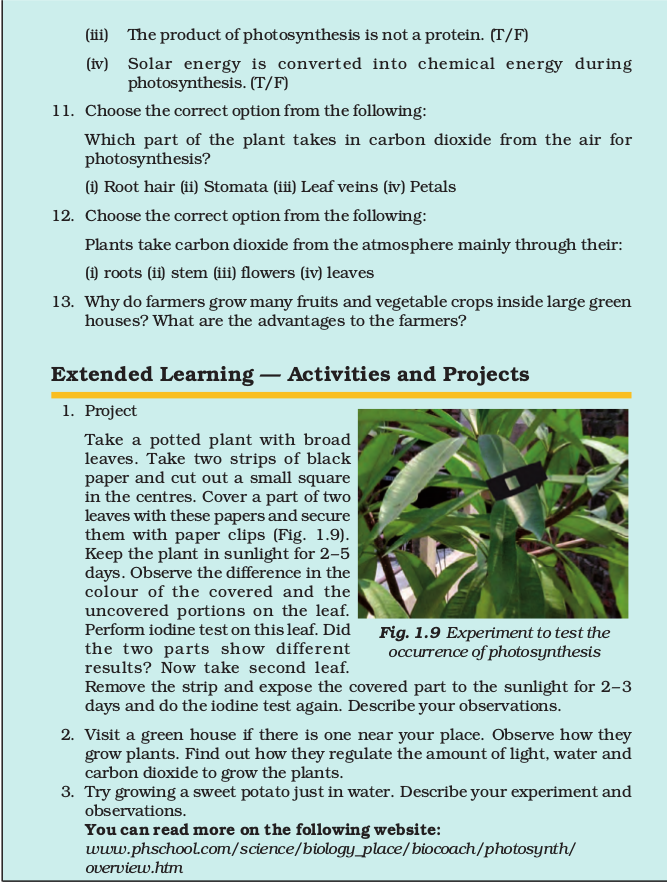 (iii) The product of photosynthesis is not a protein. (T/F)
(iv) Solar energy is converted into chemical energy during
photosynthesis. (T/F)
11. Choose the correct option from the following:
Which part of the plant takes in carbon dioxide from the air for
photosynthesis?
(i) Root hair (ii) Stomata (iii) Leaf veins (iv) Petals
12. Choose the correct option from the following:
Plants take carbon dioxide from the atmosphere mainly through their:
(i) roots (ii) stem (iii) flowers (iv) leaves
13. Why do farmers grow many fruits and vegetable crops inside large green
houses? What are the advantages to the farmers?
Extended Learning — Activities and Projects
1. Project
Take a potted plant with broad
leaves. Take two strips of black
paper and cut out a small square
in the centres. Cover a part of two
leaves with these papers and secure
them with paper clips (Fig. 1.9).
Keep the plant in sunlight for 2–5
days. Observe the difference in the
colour of the covered and the
uncovered portions on the leaf.
Perform iodine test on this leaf. Did
the two parts show different
results? Now take second leaf.
Remove the strip and expose the covered part to the sunlight for 2–3
days and do the iodine test again. Describe your observations.
Fig. 1.9 Experiment to test the
occurrence of photosynthesis
2. Visit a green house if there is one near your place. Observe how they
grow plants. Find out how they regulate the amount of light, water and
carbon dioxide to grow the plants.
3. Try growing a sweet potato just in water. Describe your experiment and
observations.
You can read more on the following website:
www.phschool.com/science/biology_place/biocoach/photosynth/
overview.htm